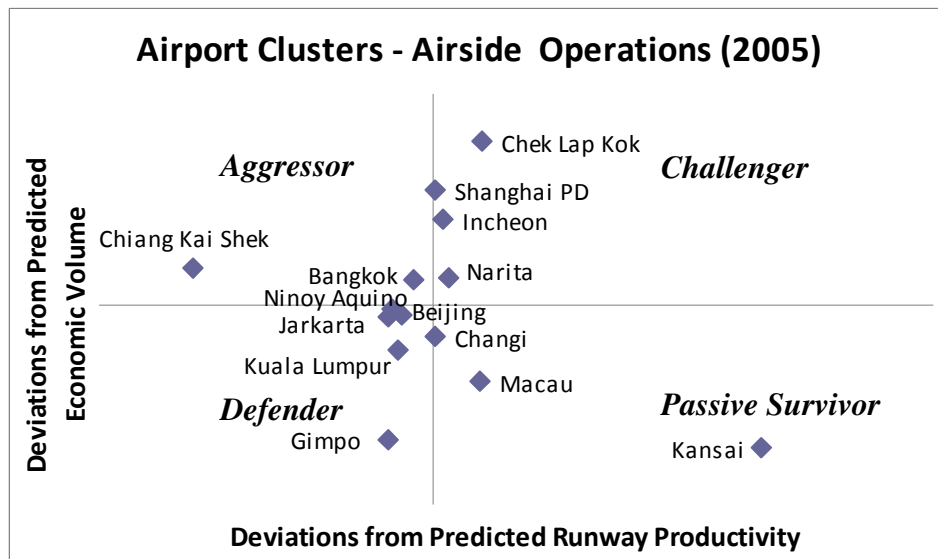 Airport Clusters - Airside Operations (2005)
Chek Lap Kok
Aggressor
Challenger
Shanghai PD
Incheon
Chiang Kai Shek
Bangkok
Narita
Ninoy Aquino
Beijing
Jarkarta
Changi
Kuala Lumpur
Macau
Defender
Passive Survivor
Gimpo
Kansai
Deviations from Predicted
Economic Volume
Deviations from Predicted Runway Productivity